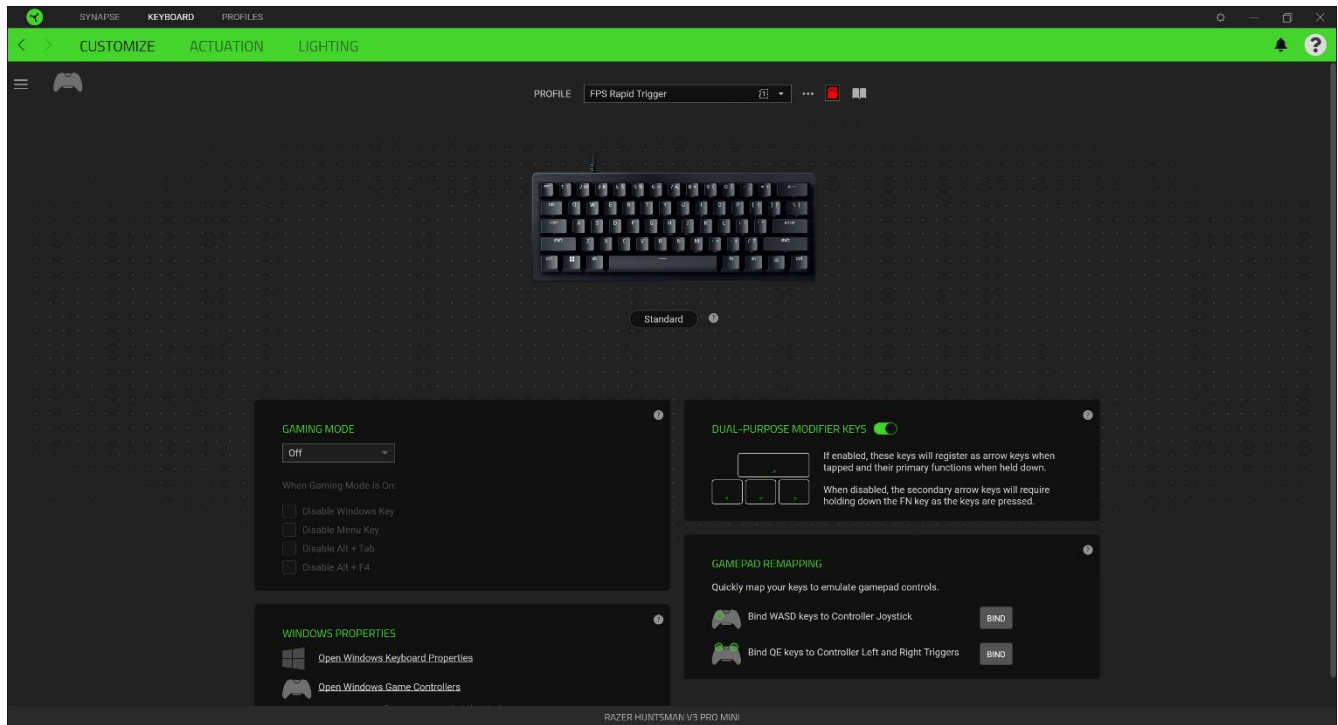 SYNAPSE KEYBOARD PROFILES
CUSTOMIZE ACTUATION LIGHTING
PROFILE FPS Rapid Trigger
Standard
GAMING MODE
Off
When Gaming Mode is On:
Disable Windows Key
Disable Menu Key
Disable Alt + Tab
Disable Alt + F4
WINDOWS PROPERTIES
Open Windows Keyboard Properties
Open Windows Game Controllers
DUAL-PURPOSE MODIFIER KEYS
If enabled, these keys will register as arrow keys when
tapped and their primary functions when held down.
When disabled, the secondary arrow keys will require
holding down the FN key as the keys are pressed.
GAMEPAD REMAPPING
Quickly map your keys to emulate gamepad controls.
Bind WASD keys to Controller Joystick BIND
Bind QE keys to Controller Left and Right Triggers BIND
RAZER HUNTSMAN V3 PRO MINI